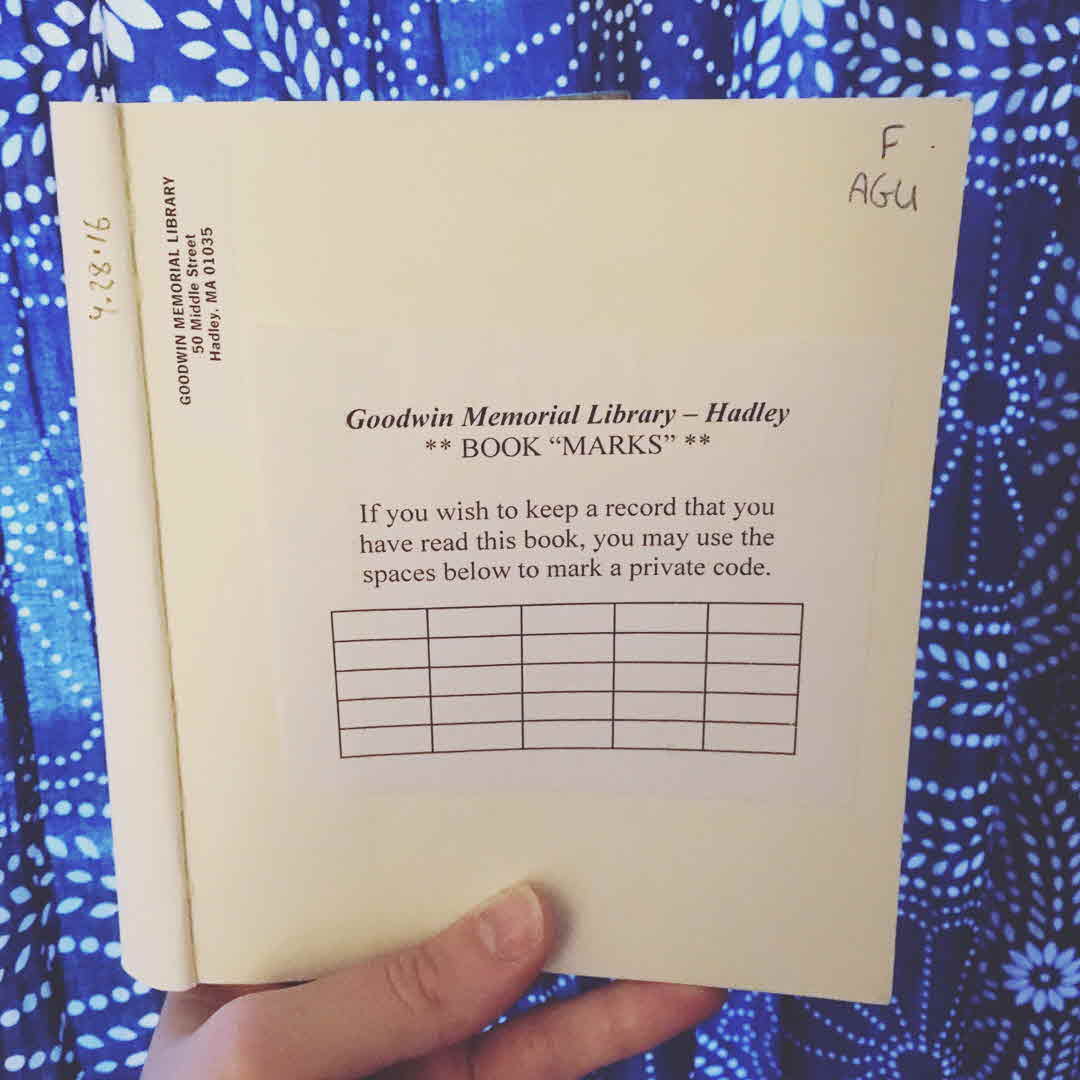 F
AGU
4.28.16
GOODWIN MEMORIAL LIBRARY
50 Middle Street
Hadley, MA 01035
Goodwin Memorial Library – Hadley
** BOOK “MARKS” **
If you wish to keep a record that you
have read this book, you may use the
spaces below to mark a private code.